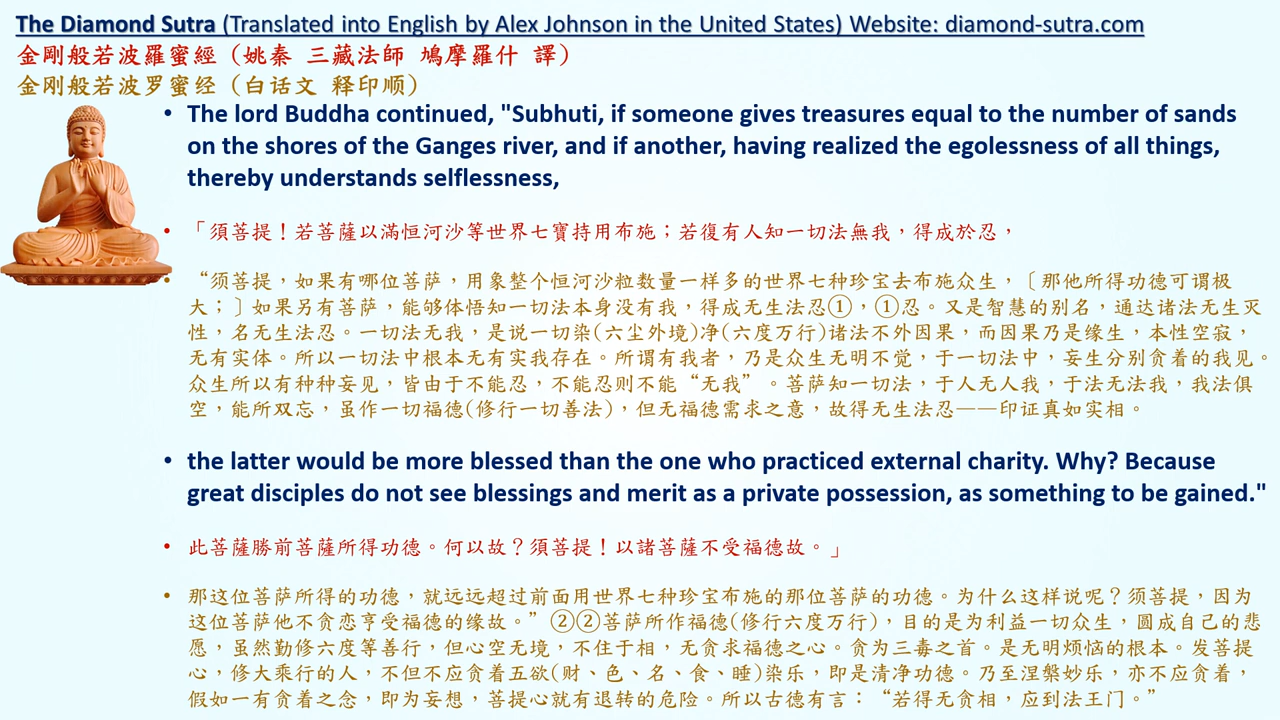 The Diamond Sutra (Translated into English by Alex Johnson in the United States) Website: diamond-sutra.com
金剛般若波羅蜜經（姚秦 三藏法師 鳩摩羅什 譯）
金刚般若波罗蜜经（白话文 释印顺）
• The lord Buddha continued, "Subhuti, if someone gives treasures equal to the number of sands
on the shores of the Ganges river, and if another, having realized the egolessness of all things,
thereby understands selflessness,
• 「須菩提！若菩薩以滿恒河沙等世界七寶持用布施；若復有人知一切法無我，得成於忍，
• “须菩提，如果有哪位菩萨，用象整个恒河沙粒数量一样多的世界七种珍宝去布施众生，〔那他所得功德可谓极
大；〕如果另有菩萨，能够体悟知一切法本身没有我，得成无生法忍①，①忍。又是智慧的别名，通达诸法无生灭
性，名无生法忍。一切法无我，是说一切染(六尘外境)净(六度万行)诸法不外因果，而因果乃是缘生，本性空寂，
无有实体。所以一切法中根本无有实我存在。所谓有我者，乃是众生无明不觉，于一切法中，妄生分别贪着的我见。
众生所以有种种妄见，皆由于不能忍，不能忍则不能“无我”。菩萨知一切法，于人无人我，于法无法我，我法俱
空，能所双忘，虽作一切福德(修行一切善法)，但无福德需求之意，故得无生法忍——印证真如实相。
• the latter would be more blessed than the one who practiced external charity. Why? Because
great disciples do not see blessings and merit as a private possession, as something to be gained."
• 此菩薩勝前菩薩所得功德。何以故？須菩提！以諸菩薩不受福德故。」
• 那这位菩萨所得的功德，就远远超过前面用世界七种珍宝布施的那位菩萨的功德。为什么这样说呢？须菩提，因为
这位菩萨他不贪恋享受福德的缘故。”②②菩萨所作福德(修行六度万行)，目的是为利益一切众生，圆成自己的悲
愿，虽然勤修六度等善行，但心空无境，不住于相，无贪求福德之心。贪为三毒之首。是无明烦恼的根本。发菩提
心，修大乘行的人，不但不应贪着五欲(财、色、名、食、睡)染乐，即是清净功德。乃至涅槃妙乐，亦不应贪着，
假如一有贪着之念，即为妄想，菩提心就有退转的危险。所以古德有言：“若得无贪相，应到法王门。”